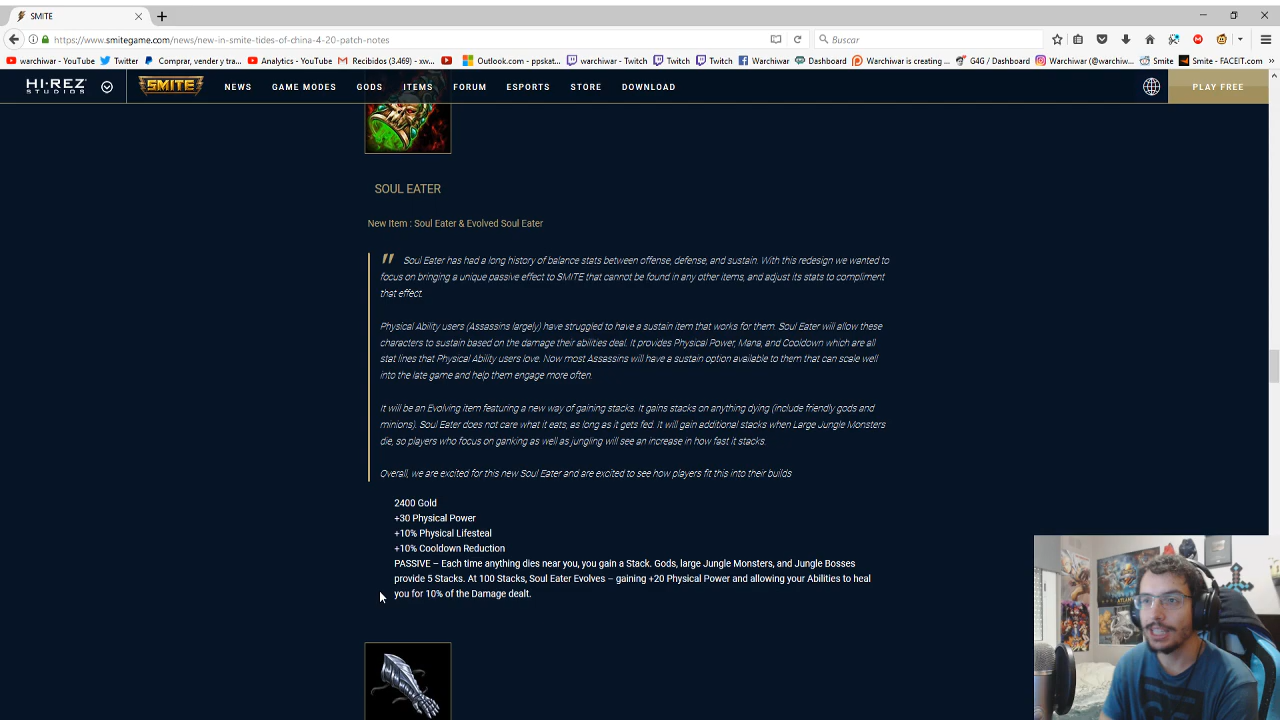 SMITE
https://www.smitegame.com/news/new-in-smite-tides-of-china-4-20-patch-notes
Buscar
warchiwar - YouTube
Twitter
Comprar, vender y tra...
Analytics - YouTube
Recibidos (3.469) - xw...
Outlook.com - ppskat...
warchiwar - Twitch
Twitch
Twitch
Warchiwar
Dashboard
Warchiwar is creating ...
G4G / Dashboard
Warchiwar (@warchiw...
Smite
Smite - FACEIT.com
HI·REZ STUDIOS
SMITE
NEWS
GAME MODES
GODS
ITEMS
FORUM
ESPORTS
STORE
DOWNLOAD
PLAY FREE
SOUL EATER
New Item : Soul Eater & Evolved Soul Eater
" Soul Eater has had a long history of balance stats between offense, defense, and sustain. With this redesign we wanted to
focus on bringing a unique passive effect to SMITE that cannot be found in any other items, and adjust its stats to compliment
that effect.
Physical Ability users (Assassins largely) have struggled to have a sustain item that works for them. Soul Eater will allow these
characters to sustain based on the damage their abilities deal. It provides Physical Power, Mana, and Cooldown which are all
stat lines that Physical Ability users love. Now most Assassins will have a sustain option available to them that can scale well
into the late game and help them engage more often.
It will be an Evolving item featuring a new way of gaining stacks. It gains stacks on anything dying (include friendly gods and
minions). Soul Eater does not care what it eats, as long as it gets fed. It will gain additional stacks when Large Jungle Monsters
die, so players who focus on ganking as well as jungling will see an increase in how fast it stacks.
Overall, we are excited for this new Soul Eater and are excited to see how players fit this into their builds
2400 Gold
+30 Physical Power
+10% Physical Lifesteal
+10% Cooldown Reduction
PASSIVE – Each time anything dies near you, you gain a Stack. Gods, large Jungle Monsters, and Jungle Bosses
provide 5 Stacks. At 100 Stacks, Soul Eater Evolves – gaining +20 Physical Power and allowing your Abilities to heal
you for 10% of the Damage dealt.